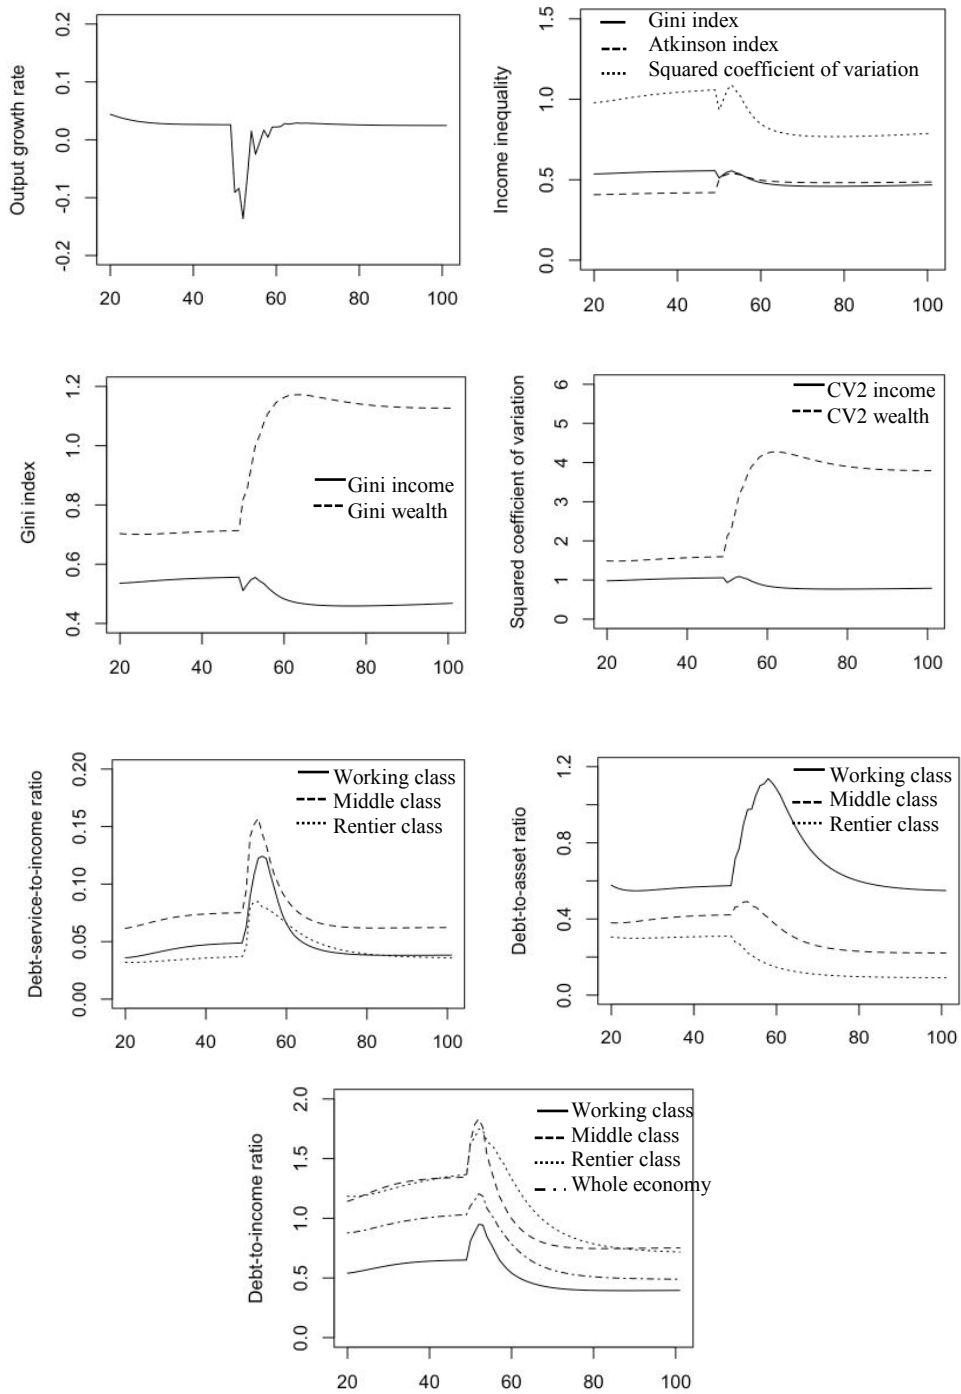 Output growth rate
0.2
0.1
0.0
-0.1
-0.2
20 40 60 80 100
Income inequality
1.5
1.0
0.5
0.0
Gini index
Atkinson index
Squared coefficient of variation
20 40 60 80 100
Gini index
1.2
1.0
0.8
0.6
0.4
Gini income
Gini wealth
20 40 60 80 100
Squared coefficient of variation
6
5
4
3
2
1
0
CV2 income
CV2 wealth
20 40 60 80 100
Debt-service-to-income ratio
0.20
0.15
0.10
0.05
0.00
Working class
Middle class
Rentier class
20 40 60 80 100
Debt-to-asset ratio
1.2
0.8
0.4
0.0
Working class
Middle class
Rentier class
20 40 60 80 100
Debt-to-income ratio
2.0
1.5
1.0
0.5
0.0
Working class
Middle class
Rentier class
Whole economy
20 40 60 80 100